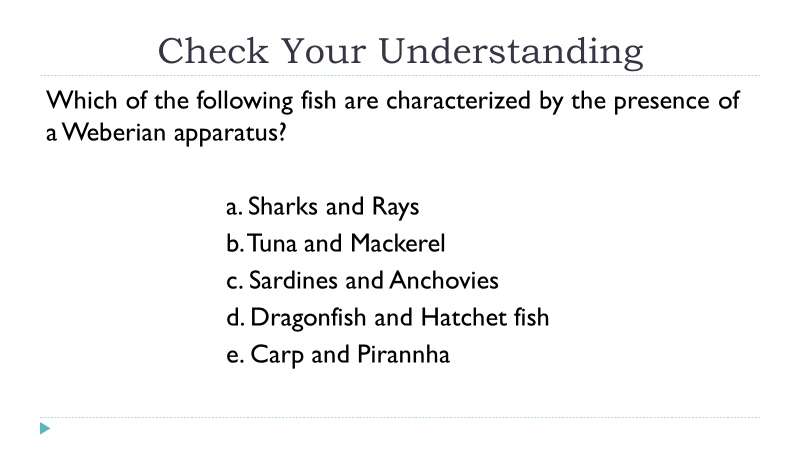 Check Your Understanding
Which of the following fish are characterized by the presence of
a Weberian apparatus?
a. Sharks and Rays
b. Tuna and Mackerel
c. Sardines and Anchovies
d. Dragonfish and Hatchet fish
e. Carp and Pirannha